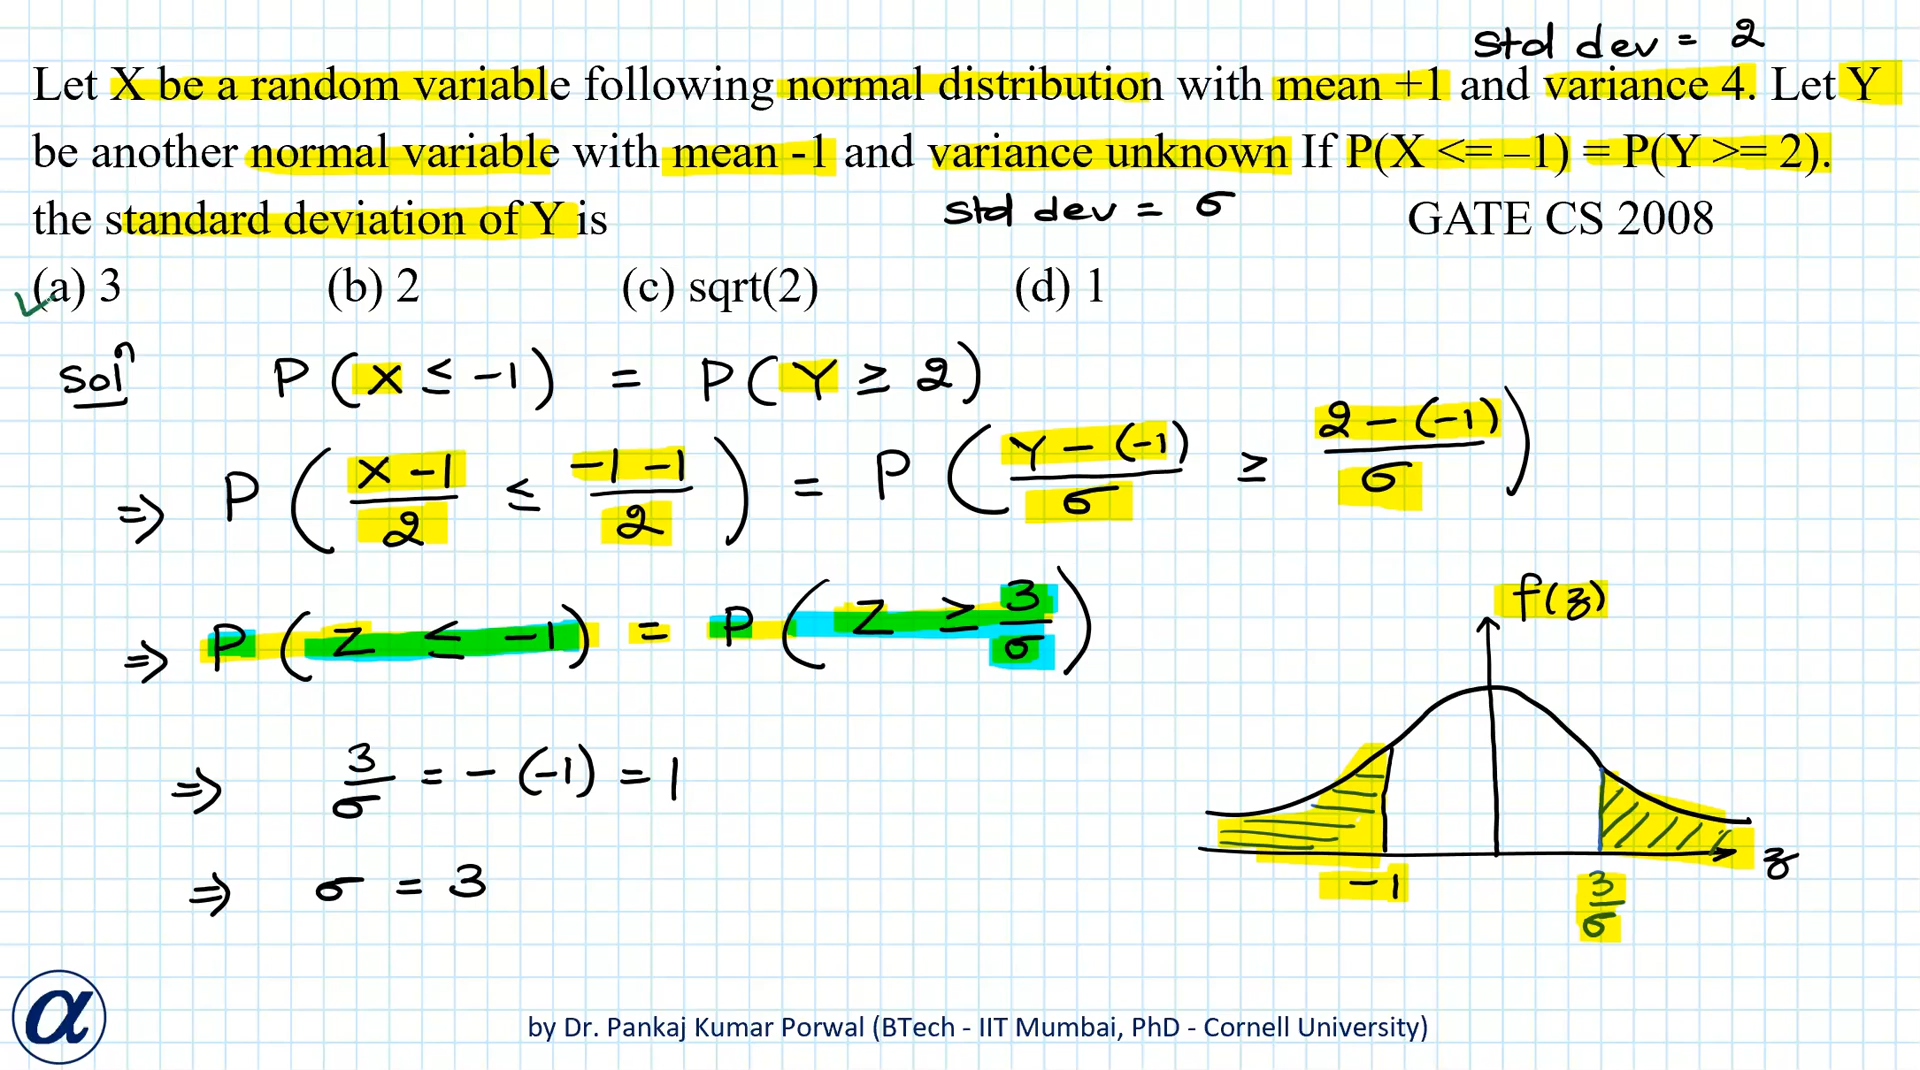 std dev = 2
Let X be a random variable following normal distribution with mean +1 and variance 4. Let Y
be another normal variable with mean -1 and variance unknown If P(X <= –1) = P(Y >= 2).
the standard deviation of Y is
std dev = σ
GATE CS 2008
(a) 3 (b) 2 (c) sqrt(2) (d) 1
Solⁿ P(X ≤ -1) = P(Y ≥ 2)
⇒ P((X - 1)/2 ≤ (-1 - 1)/2) = P((Y - (-1))/σ ≥ (2 - (-1))/σ)
⇒ P(Z ≤ -1) = P(Z ≥ 3/σ)
⇒ 3/σ = - (-1) = 1
⇒ σ = 3
f(z)
-1
3/σ
z
α
by Dr. Pankaj Kumar Porwal (BTech - IIT Mumbai, PhD - Cornell University)